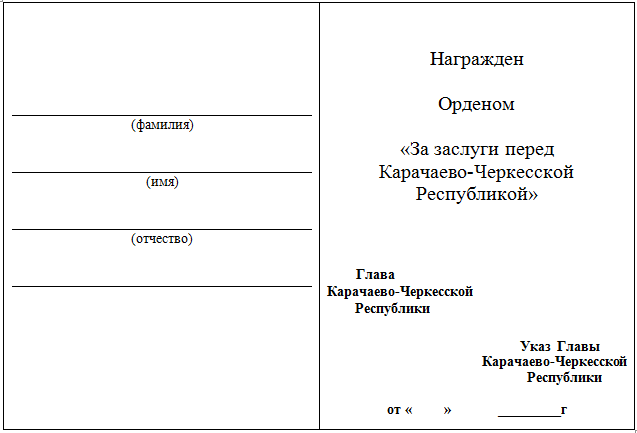 (фамилия)
(имя)
(отчество)
Награжден
Орденом
«За заслуги перед
Карачаево-Черкесской
Республикой»
Глава
Карачаево-Черкесской
Республики
Указ Главы
Карачаево-Черкесской
Республики
от « » _________г